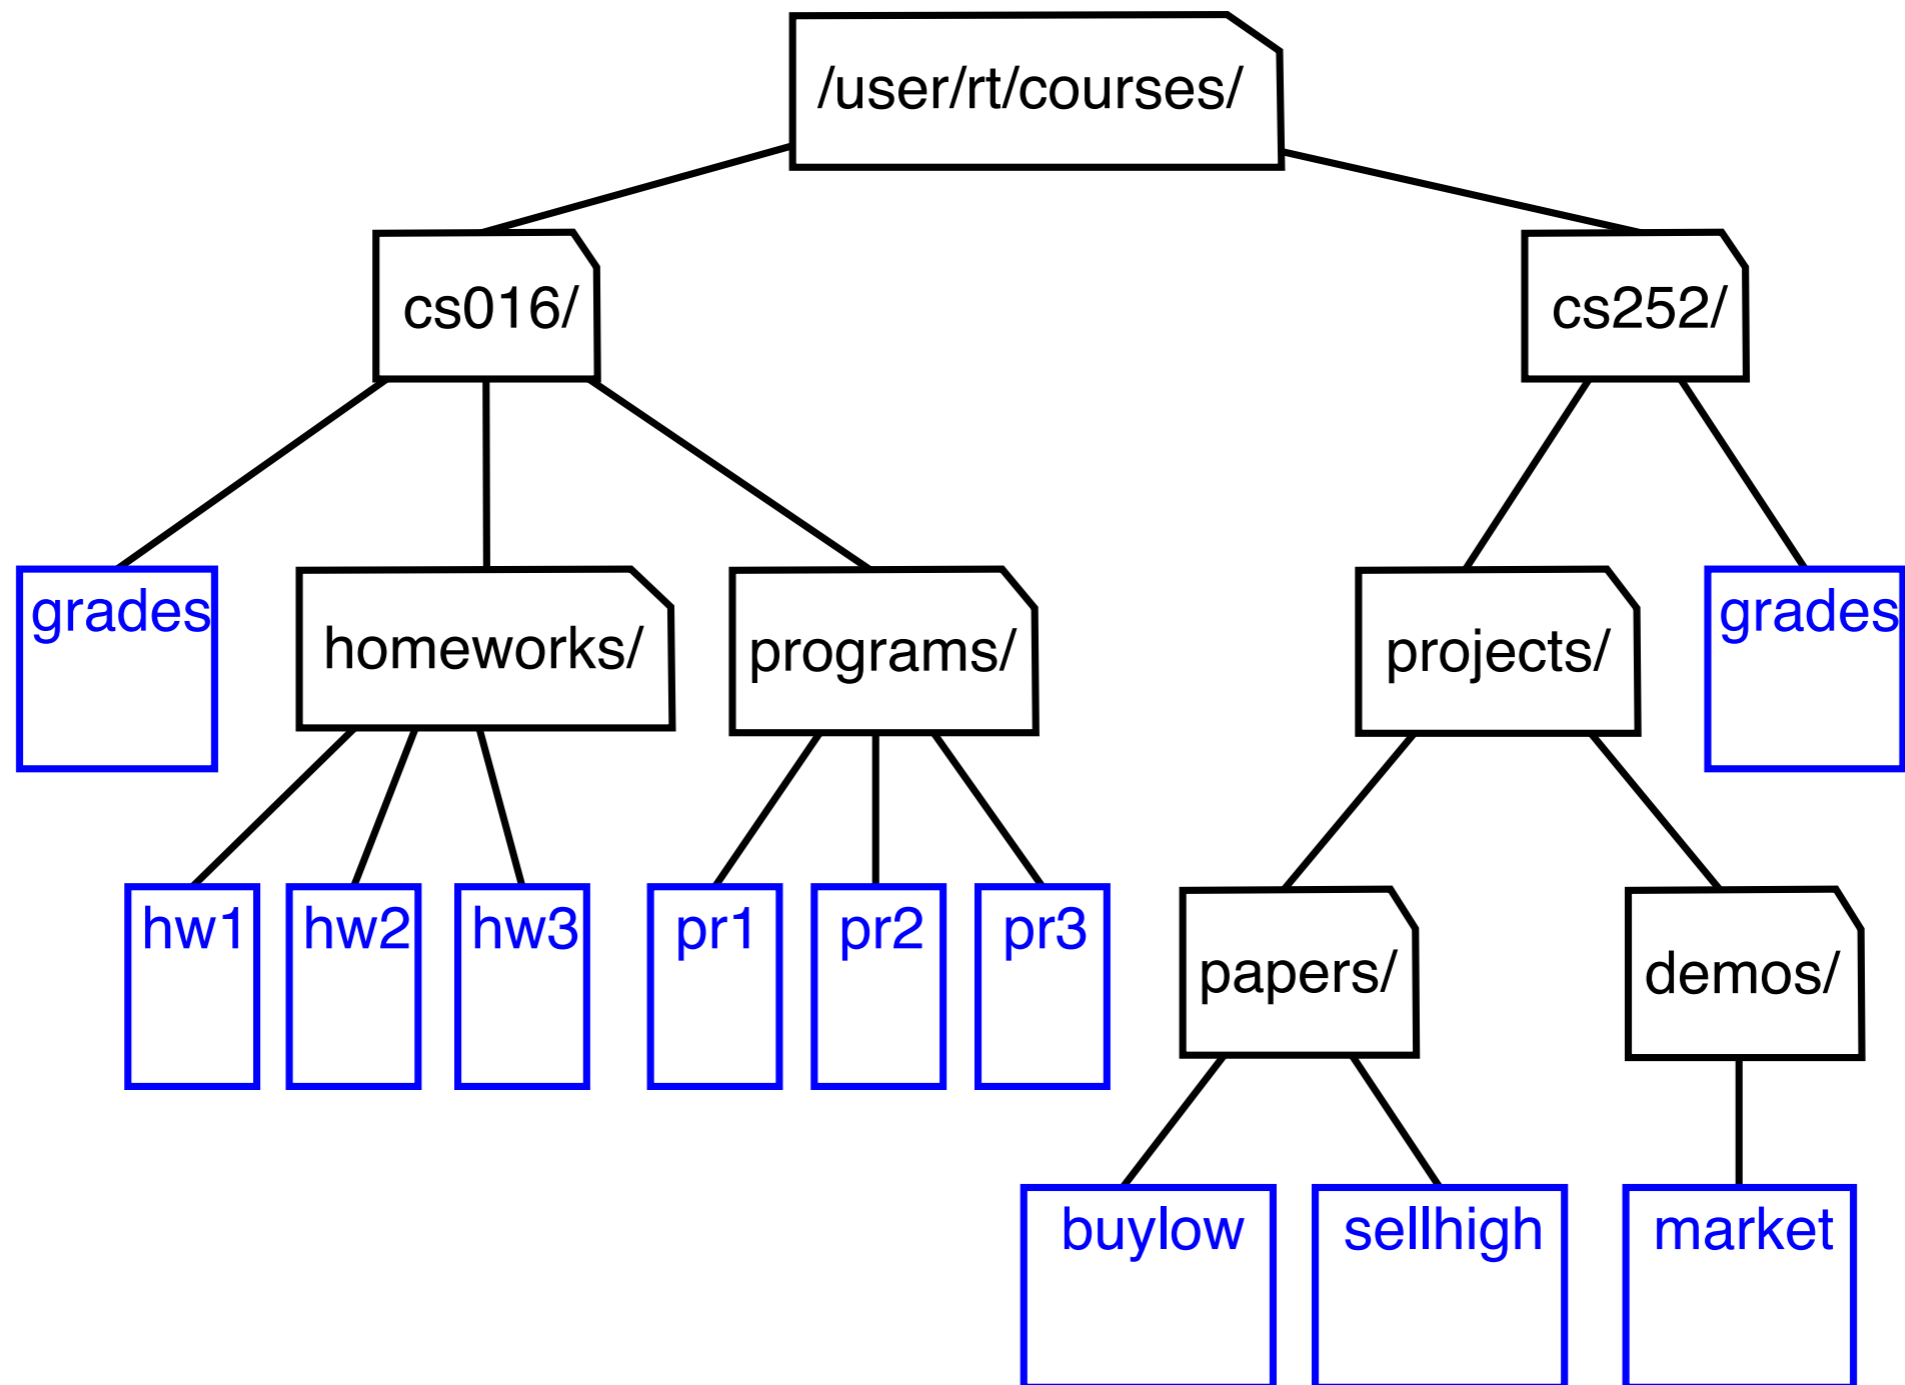 /user/rt/courses/
cs016/
cs252/
grades
homeworks/
programs/
projects/
grades
hw1
hw2
hw3
pr1
pr2
pr3
papers/
demos/
buylow
sellhigh
market